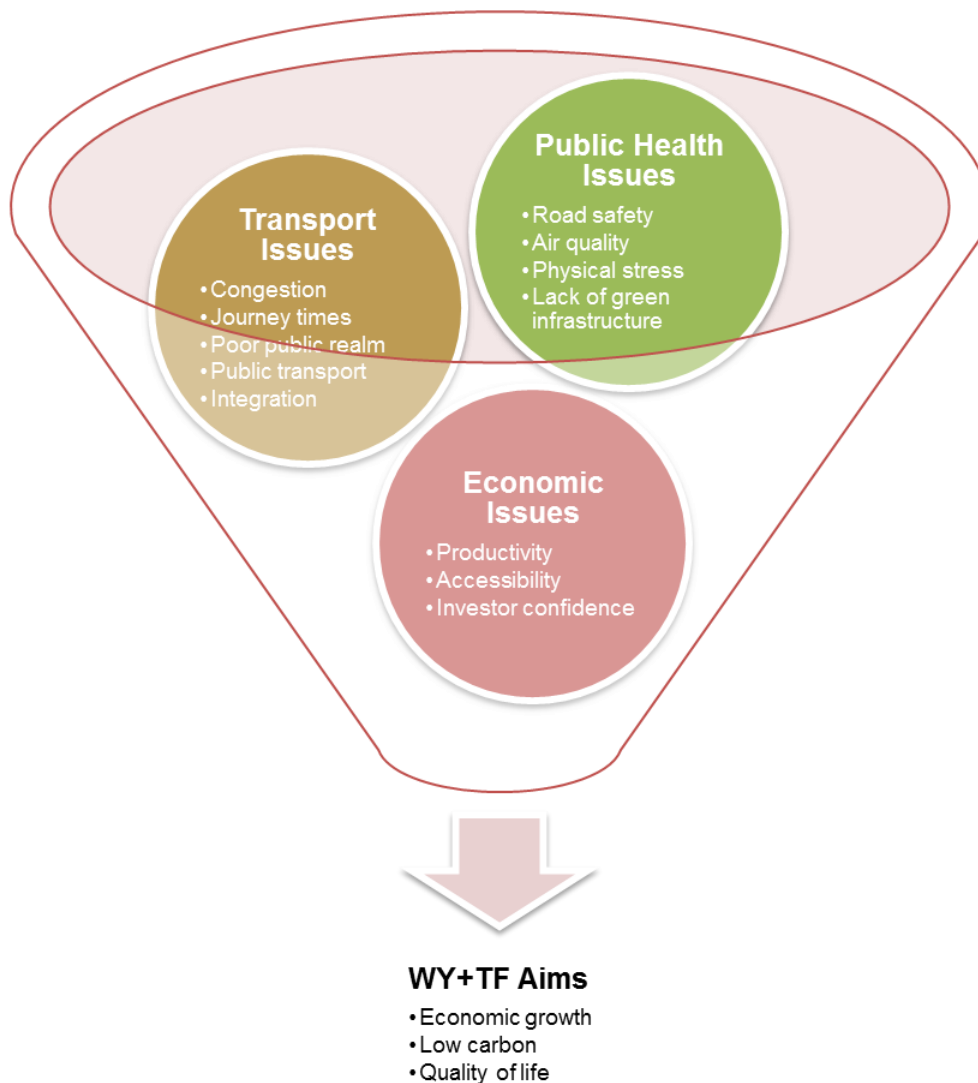 Public Health
Issues
•Road safety
•Air quality
•Physical stress
•Lack of green
infrastructure
Transport
Issues
•Congestion
•Journey times
•Poor public realm
•Public transport
•Integration
Economic
Issues
•Productivity
•Accessibility
•Investor confidence
WY+TF Aims
•Economic growth
•Low carbon
•Quality of life